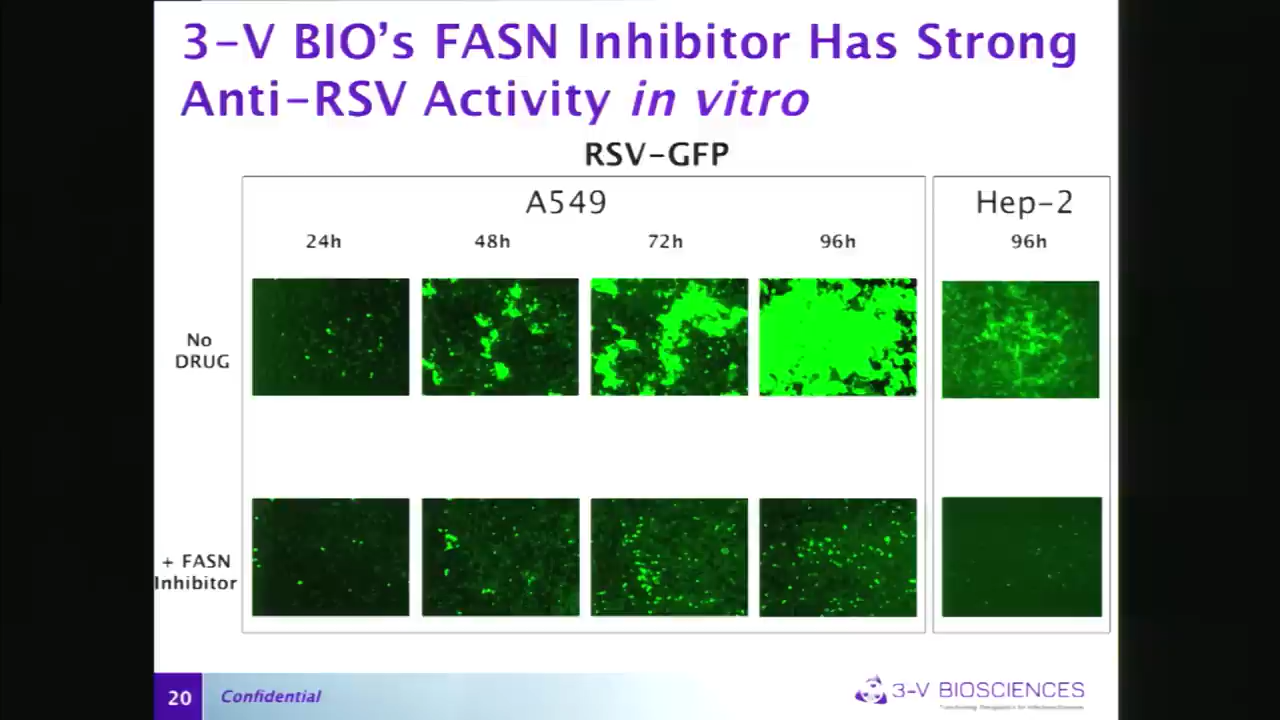 3-V BIO’s FASN Inhibitor Has Strong
Anti-RSV Activity in vitro
RSV-GFP
A549
Hep-2
24h
48h
72h
96h
96h
No
DRUG
+ FASN
Inhibitor
20
Confidential
3-V BIOSCIENCES